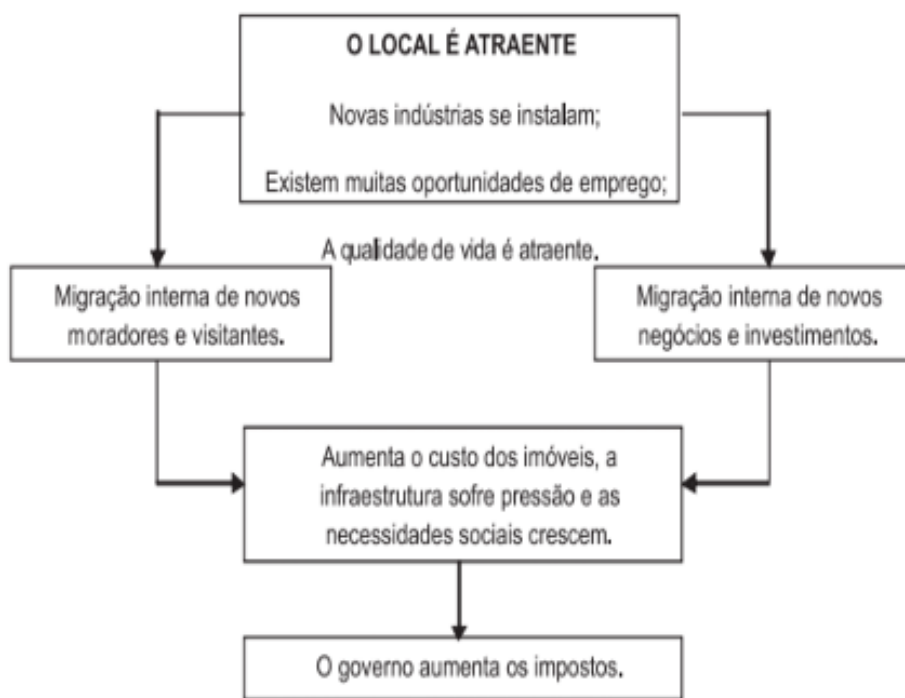 O LOCAL É ATRAENTE
Novas indústrias se instalam;
Existem muitas oportunidades de emprego;
A qualidade de vida é atraente.
Migração interna de novos
moradores e visitantes.
Migração interna de novos
negócios e investimentos.
Aumenta o custo dos imóveis, a
infraestrutura sofre pressão e as
necessidades sociais crescem.
O governo aumenta os impostos.